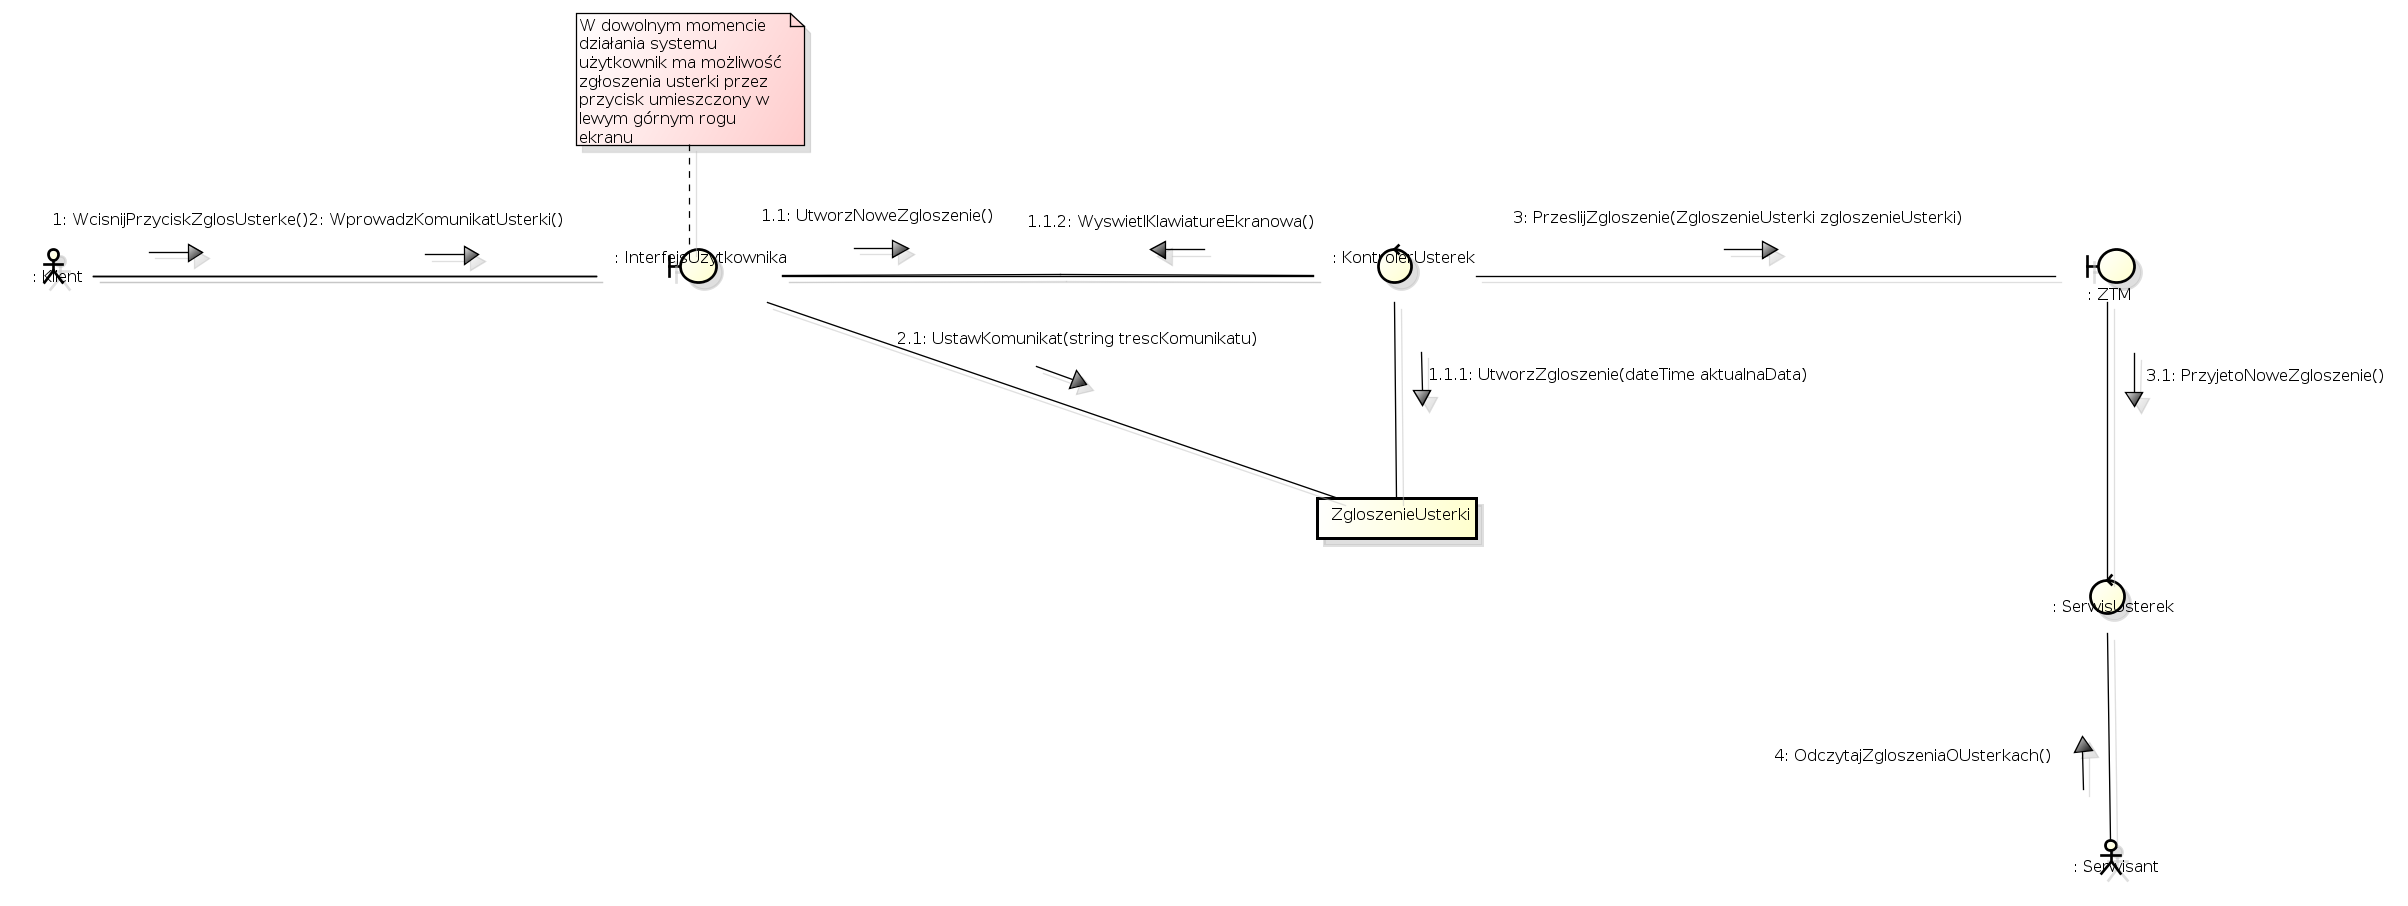 W dowolnym momencie
działania systemu
użytkownik ma możliwość
zgłoszenia usterki przez
przycisk umieszczony w
lewym górnym rogu
ekranu
1: WcisnijPrzyciskZglosUsterke()
2: WprowadzKomunikatUsterki()
1.1: UtworzNoweZgloszenie()
1.1.2: WyswietlKlawiatureEkranowa()
3: PrzeslijZgloszenie(ZgloszenieUsterki zgloszenieUsterki)
: Klient
: InterfejsUzytkownika
: KontrolerUsterek
: ZTM
2.1: UstawKomunikat(string trescKomunikatu)
1.1.1: UtworzZgloszenie(dateTime aktualnaData)
3.1: PrzyjetoNoweZgloszenie()
ZgloszenieUsterki
: SerwisUsterek
4: OdczytajZgloszeniaOUsterkach()
: Serwisant